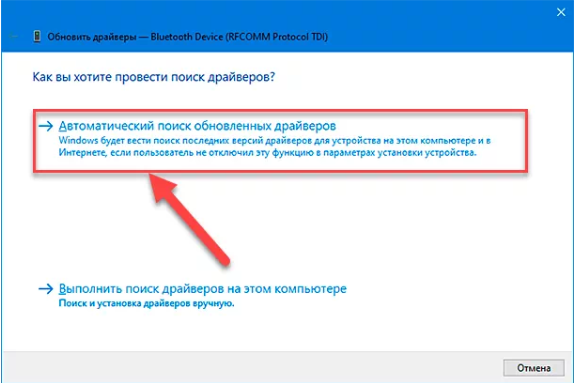 Обновить драйверы — Bluetooth Device (RFCOMM Protocol TDI)
Как вы хотите провести поиск драйверов?
Автоматический поиск обновленных драйверов
Windows будет вести поиск последних версий драйверов для устройства на этом компьютере и в
Интернете, если пользователь не отключил эту функцию в параметрах установки устройства.
Выполнить поиск драйверов на этом компьютере
Поиск и установка драйверов вручную.
Отмена